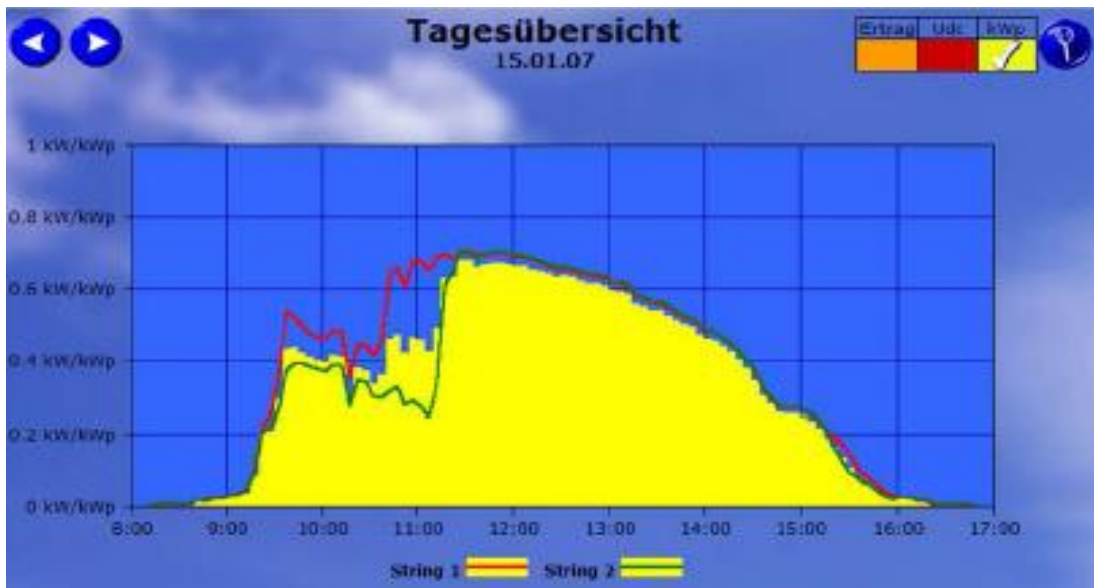 Tagesübersicht
15.01.07
Ertrag Udc kWp
1 kW/kWp
0.8 kW/kWp
0.6 kW/kWp
0.4 kW/kWp
0.2 kW/kWp
0 kW/kWp
8:00 9:00 10:00 11:00 12:00 13:00 14:00 15:00 16:00 17:00
String 1 String 2